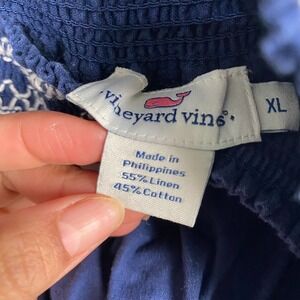 vineyard vines®
XL
Made in
Philippines
55% Linen
45% Cotton